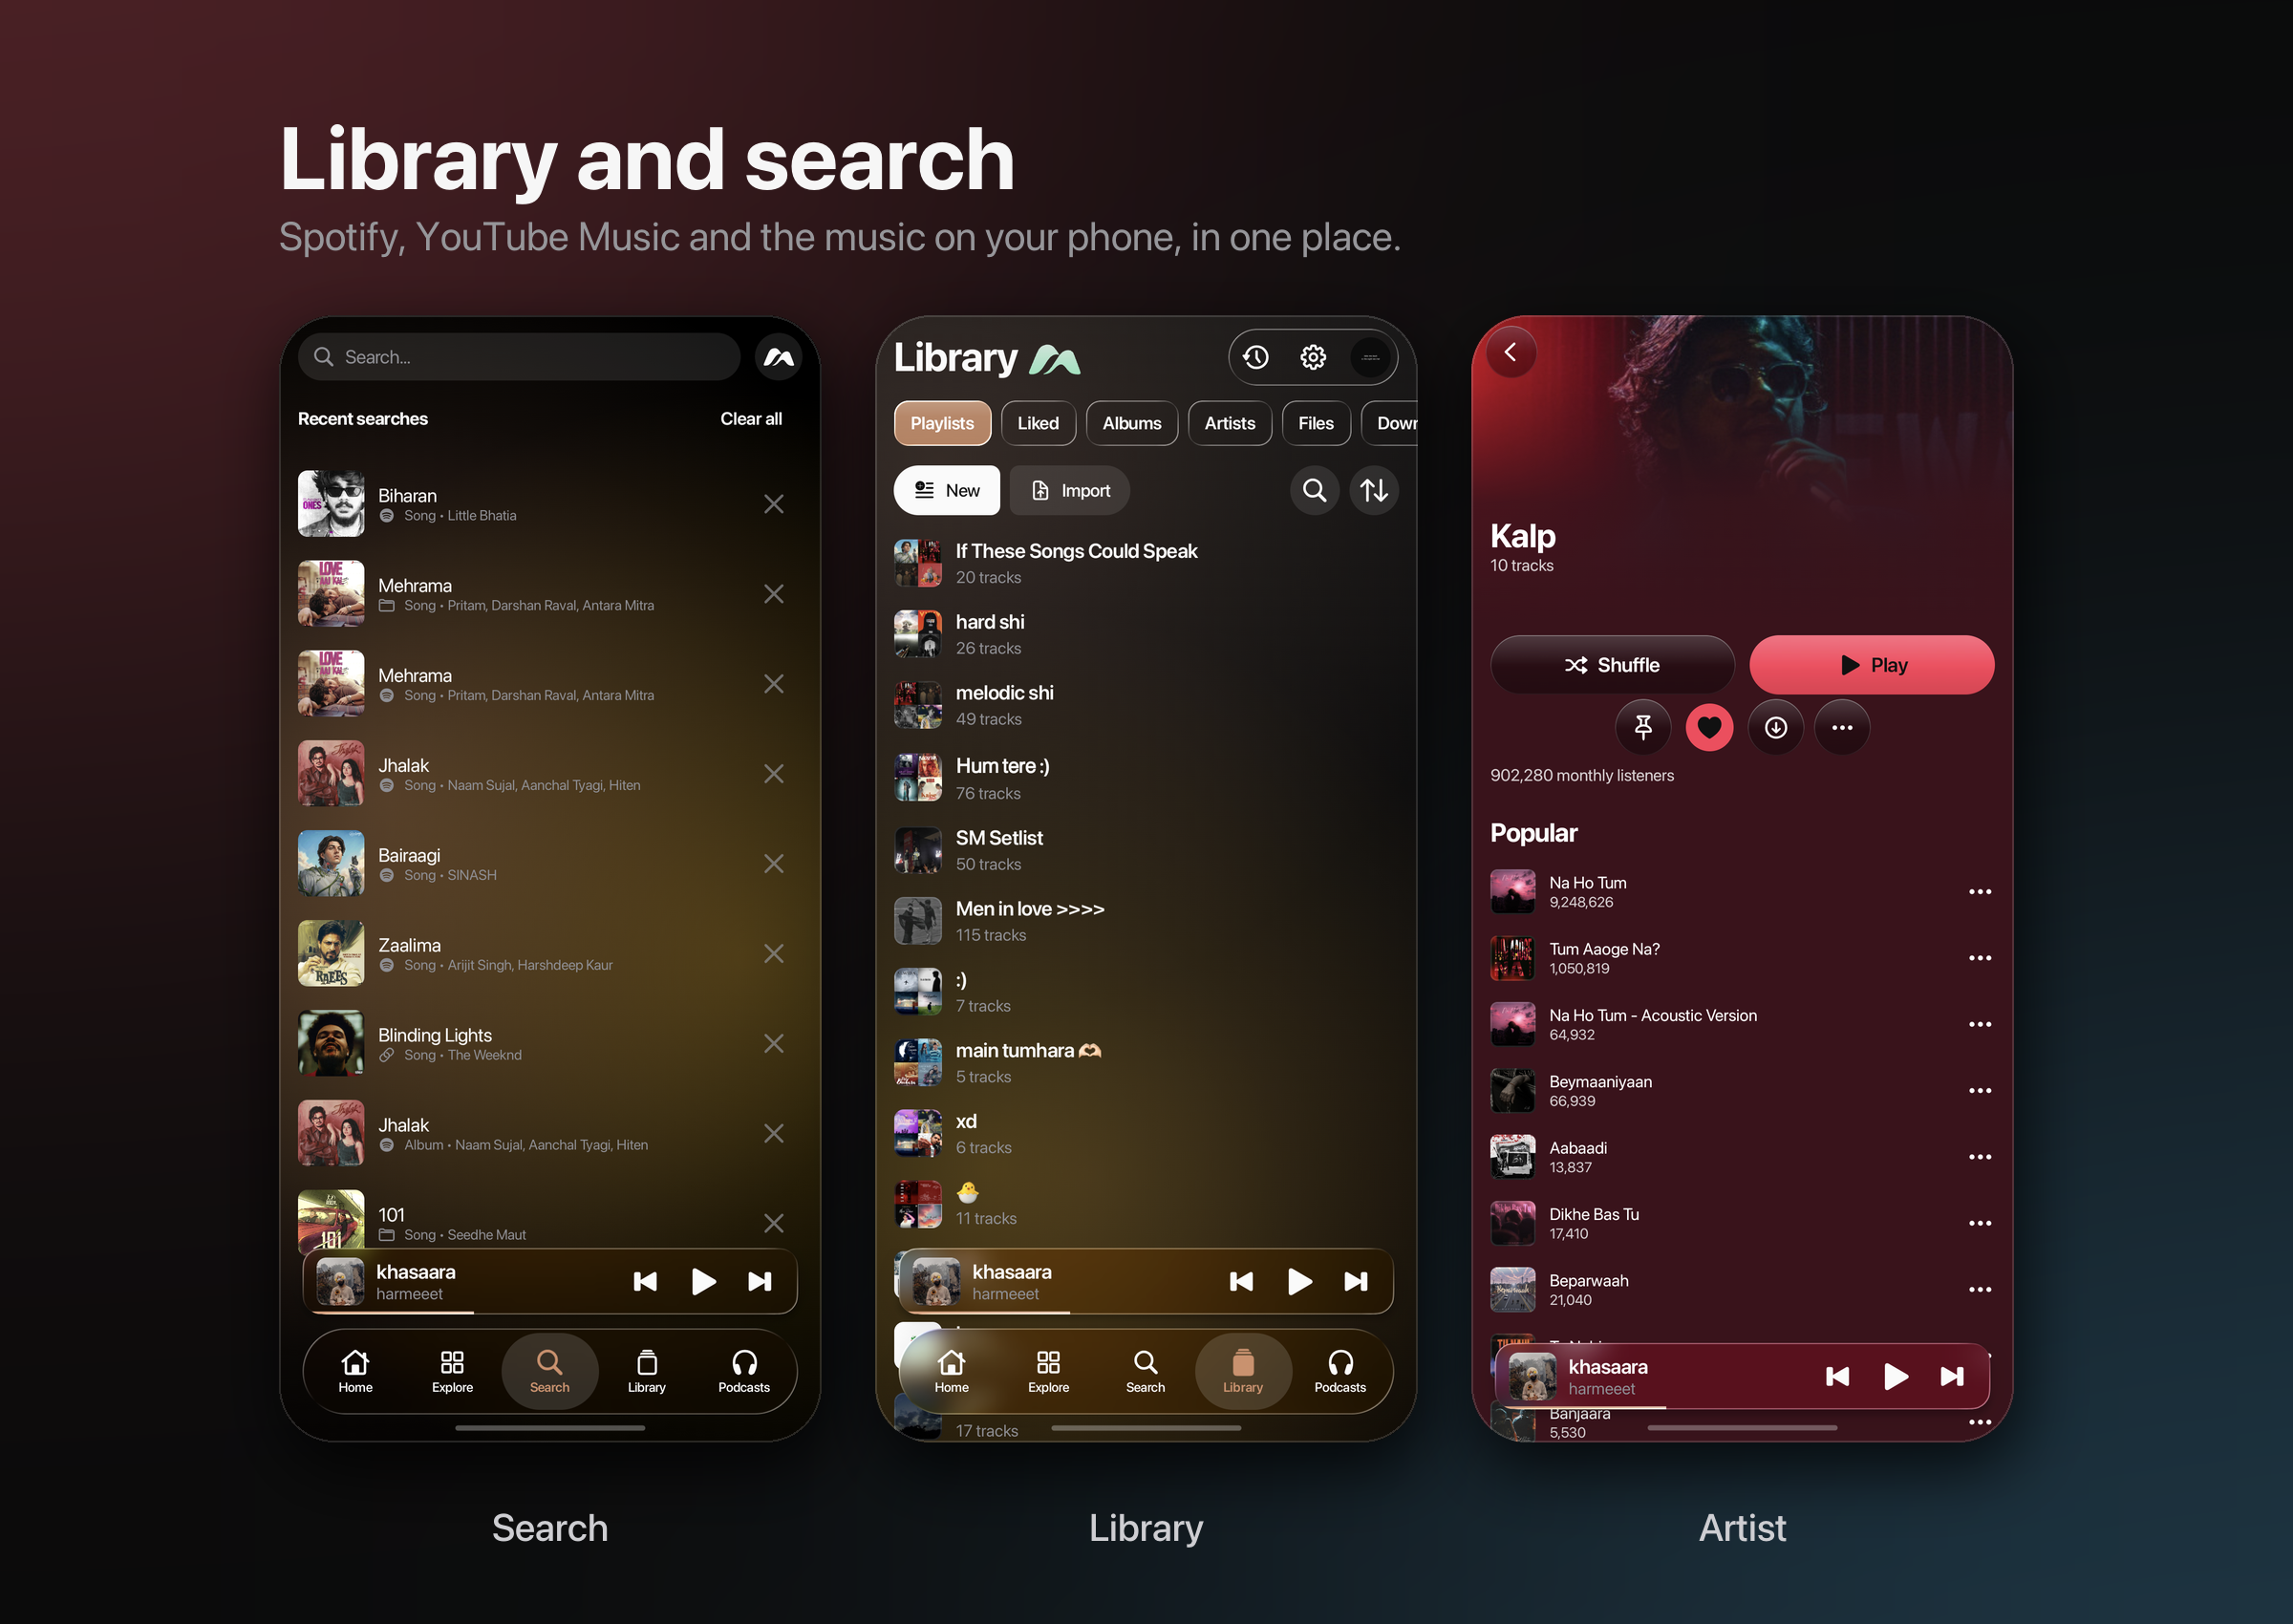 Library and search
Spotify, YouTube Music and the music on your phone, in one place.
Search...
Recent searches
Clear all
Biharan
Song • Little Bhatia
Mehrama
Song • Pritam, Darshan Raval, Antara Mitra
Mehrama
Song • Pritam, Darshan Raval, Antara Mitra
Jhalak
Song • Naam Sujal, Aanchal Tyagi, Hiten
Bairaagi
Song • SINASH
Zaalima
Song • Arijit Singh, Harshdeep Kaur
Blinding Lights
Song • The Weeknd
Jhalak
Album • Naam Sujal, Aanchal Tyagi, Hiten
101
Song • Seedhe Maut
khasaara
harmeeet
Home
Explore
Search
Library
Podcasts
Search
Library
Playlists
Liked
Albums
Artists
Files
Down
New
Import
If These Songs Could Speak
20 tracks
hard shi
26 tracks
melodic shi
49 tracks
Hum tere :)
76 tracks
SM Setlist
50 tracks
Men in love >>>>
115 tracks
:)
7 tracks
main tumhara 🫶🏻
5 tracks
xd
6 tracks
🐣
11 tracks
khasaara
harmeeet
Home
Explore
Search
Library
Podcasts
17 tracks
Library
Kalp
10 tracks
Shuffle
Play
902,280 monthly listeners
Popular
Na Ho Tum
9,248,626
Tum Aaoge Na?
1,050,819
Na Ho Tum - Acoustic Version
64,932
Beymaaniyaan
66,939
Aabaadi
13,837
Dikhe Bas Tu
17,410
Beparwaah
21,040
khasaara
harmeeet
Banjaara
5,530
Artist